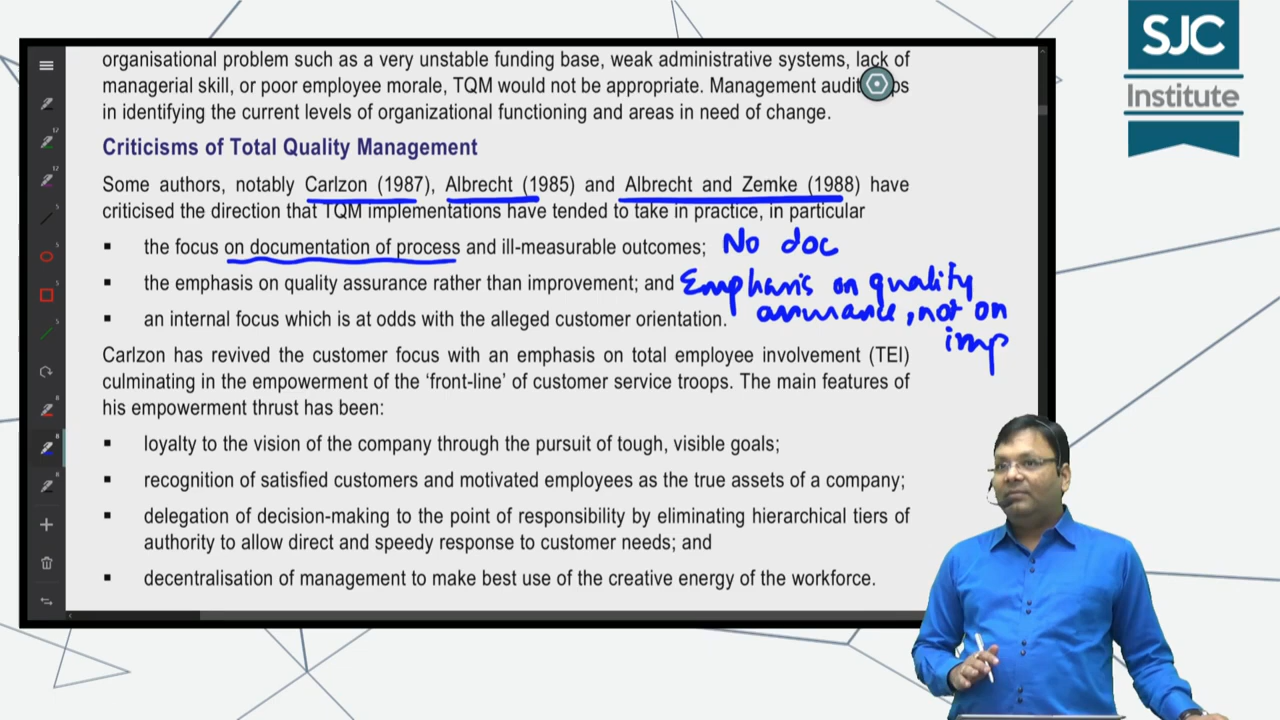 SJC
Institute
organisational problem such as a very unstable funding base, weak administrative systems, lack of
managerial skill, or poor employee morale, TQM would not be appropriate. Management audit ps
in identifying the current levels of organizational functioning and areas in need of change.
Criticisms of Total Quality Management
Some authors, notably Carlzon (1987), Albrecht (1985) and Albrecht and Zemke (1988) have
criticised the direction that TQM implementations have tended to take in practice, in particular
▪ the focus on documentation of process and ill-measurable outcomes; No doc
▪ the emphasis on quality assurance rather than improvement; and Emphasis on quality
assurance, not on
imp
▪ an internal focus which is at odds with the alleged customer orientation.
Carlzon has revived the customer focus with an emphasis on total employee involvement (TEI)
culminating in the empowerment of the ‘front-line’ of customer service troops. The main features of
his empowerment thrust has been:
▪ loyalty to the vision of the company through the pursuit of tough, visible goals;
▪ recognition of satisfied customers and motivated employees as the true assets of a company;
▪ delegation of decision-making to the point of responsibility by eliminating hierarchical tiers of
authority to allow direct and speedy response to customer needs; and
▪ decentralisation of management to make best use of the creative energy of the workforce.